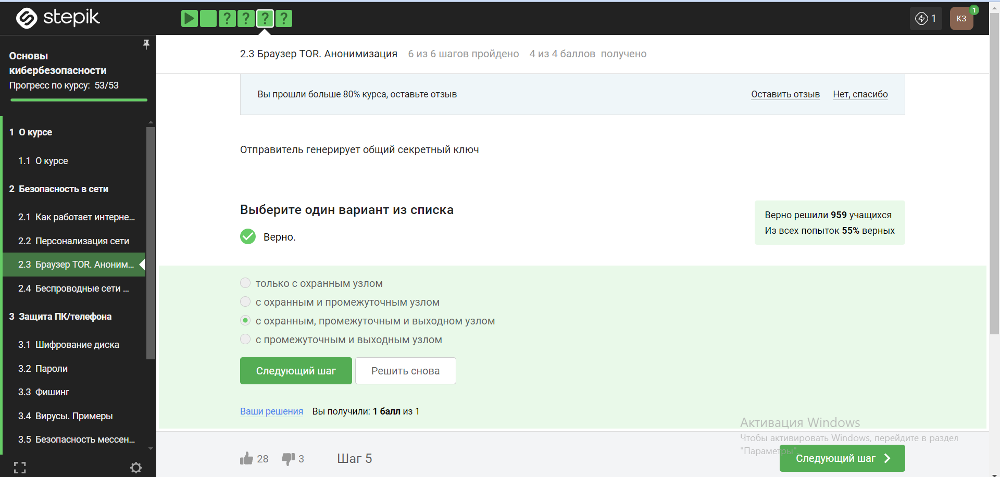 stepik
? ? ? ?
1
КЗ
1
Основы
кибербезопасности
Прогресс по курсу: 53/53
1 О курсе
1.1 О курсе
2 Безопасность в сети
2.1 Как работает интерне...
2.2 Персонализация сети
2.3 Браузер TOR. Аноним...
2.4 Беспроводные сети ...
3 Защита ПК/телефона
3.1 Шифрование диска
3.2 Пароли
3.3 Фишинг
3.4 Вирусы. Примеры
3.5 Безопасность мессен...
2.3 Браузер TOR. Анонимизация 6 из 6 шагов пройдено 4 из 4 баллов получено
Вы прошли больше 80% курса, оставьте отзыв Оставить отзыв Нет, спасибо
Отправитель генерирует общий секретный ключ
Выберите один вариант из списка
Верно.
Верно решили 959 учащихся
Из всех попыток 55% верных
только с охранным узлом
с охранным и промежуточным узлом
с охранным, промежуточным и выходном узлом
с промежуточным и выходным узлом
Следующий шаг Решить снова
Ваши решения Вы получили: 1 балл из 1
Активация Windows
Чтобы активировать Windows, перейдите в раздел
"Параметры"
28 3 Шаг 5 Следующий шаг